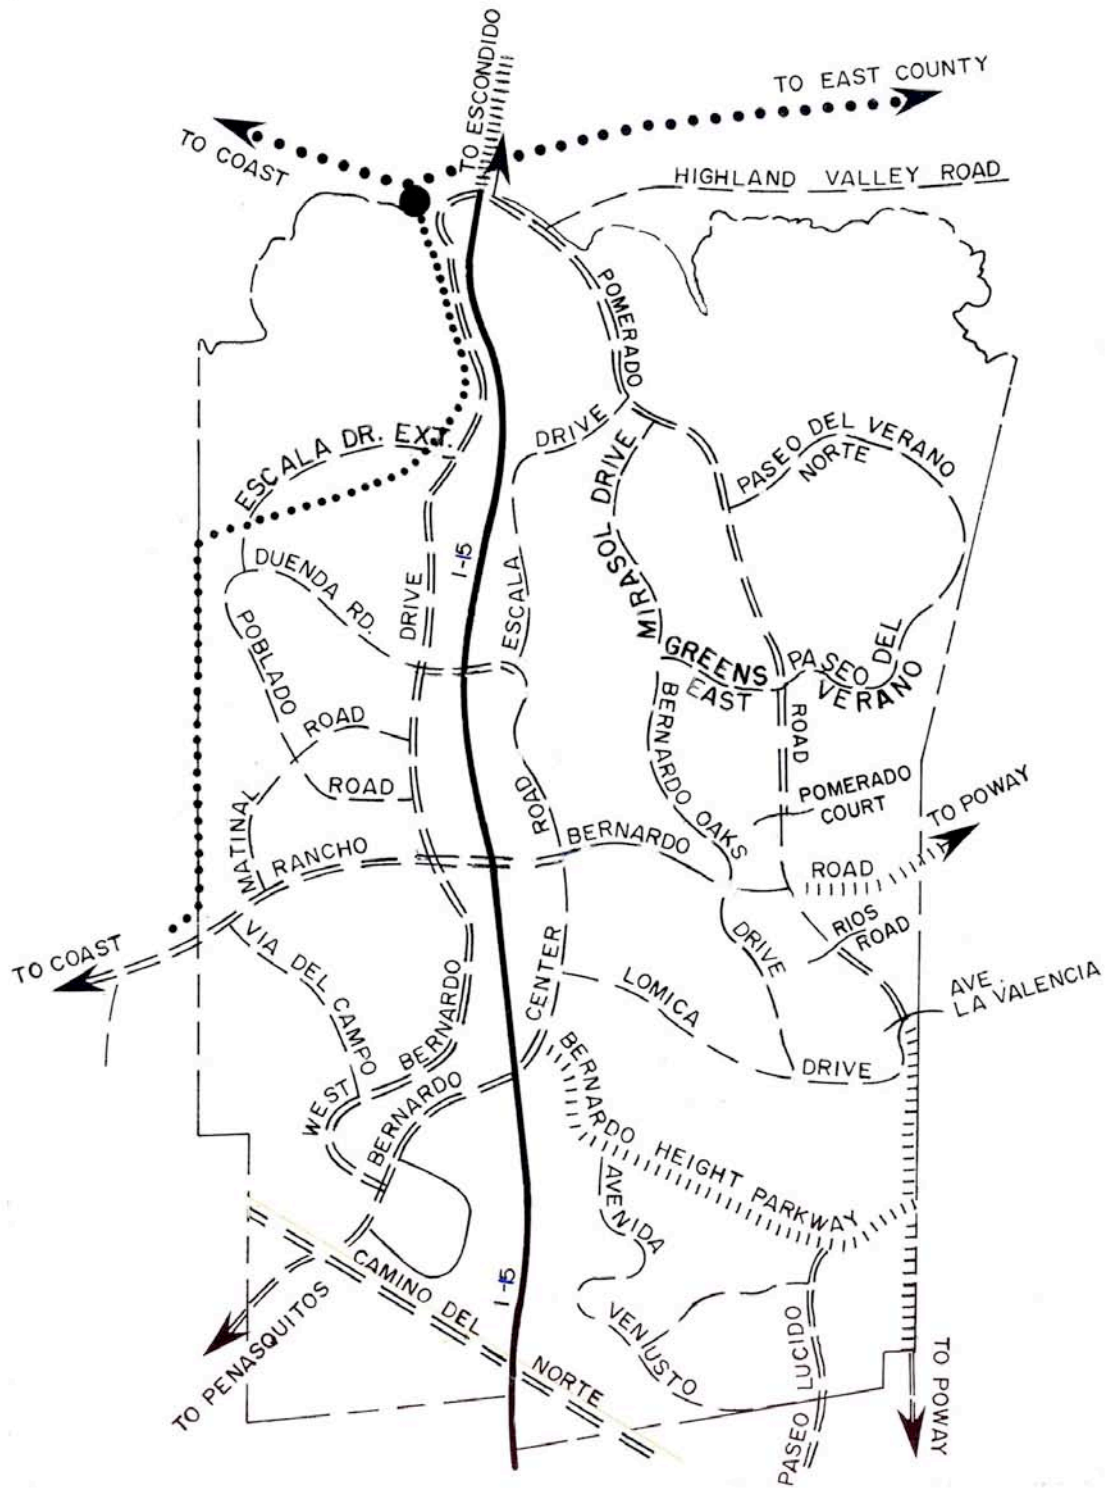 TO ESCONDIDO
TO EAST COUNTY
TO COAST
HIGHLAND VALLEY ROAD
POMERADO
ESCALA DR. EXT.
DRIVE
MIRASOL DRIVE
PASEO DEL VERANO
NORTE
I-15
DUENDA RD.
DRIVE
ESCALA
POBLADO
GREENS
EAST
PASEO DEL
VERANO
BERNARDO OAKS
ROAD
ROAD
ROAD
ROAD
POMERADO
COURT
TO POWAY
MATINAL
RANCHO
BERNARDO
ROAD
RIOS
ROAD
DRIVE
TO COAST
VIA DEL CAMPO
CENTER
LOMICA
AVE.
LA VALENCIA
DRIVE
WEST
BERNARDO
BERNARDO
BERNARDO HEIGHT PARKWAY
AVENIDA
VENUSTO
CAMINO DEL
NORTE
I-15
TO PENASQUITOS
PASEO LUCIDO
TO POWAY